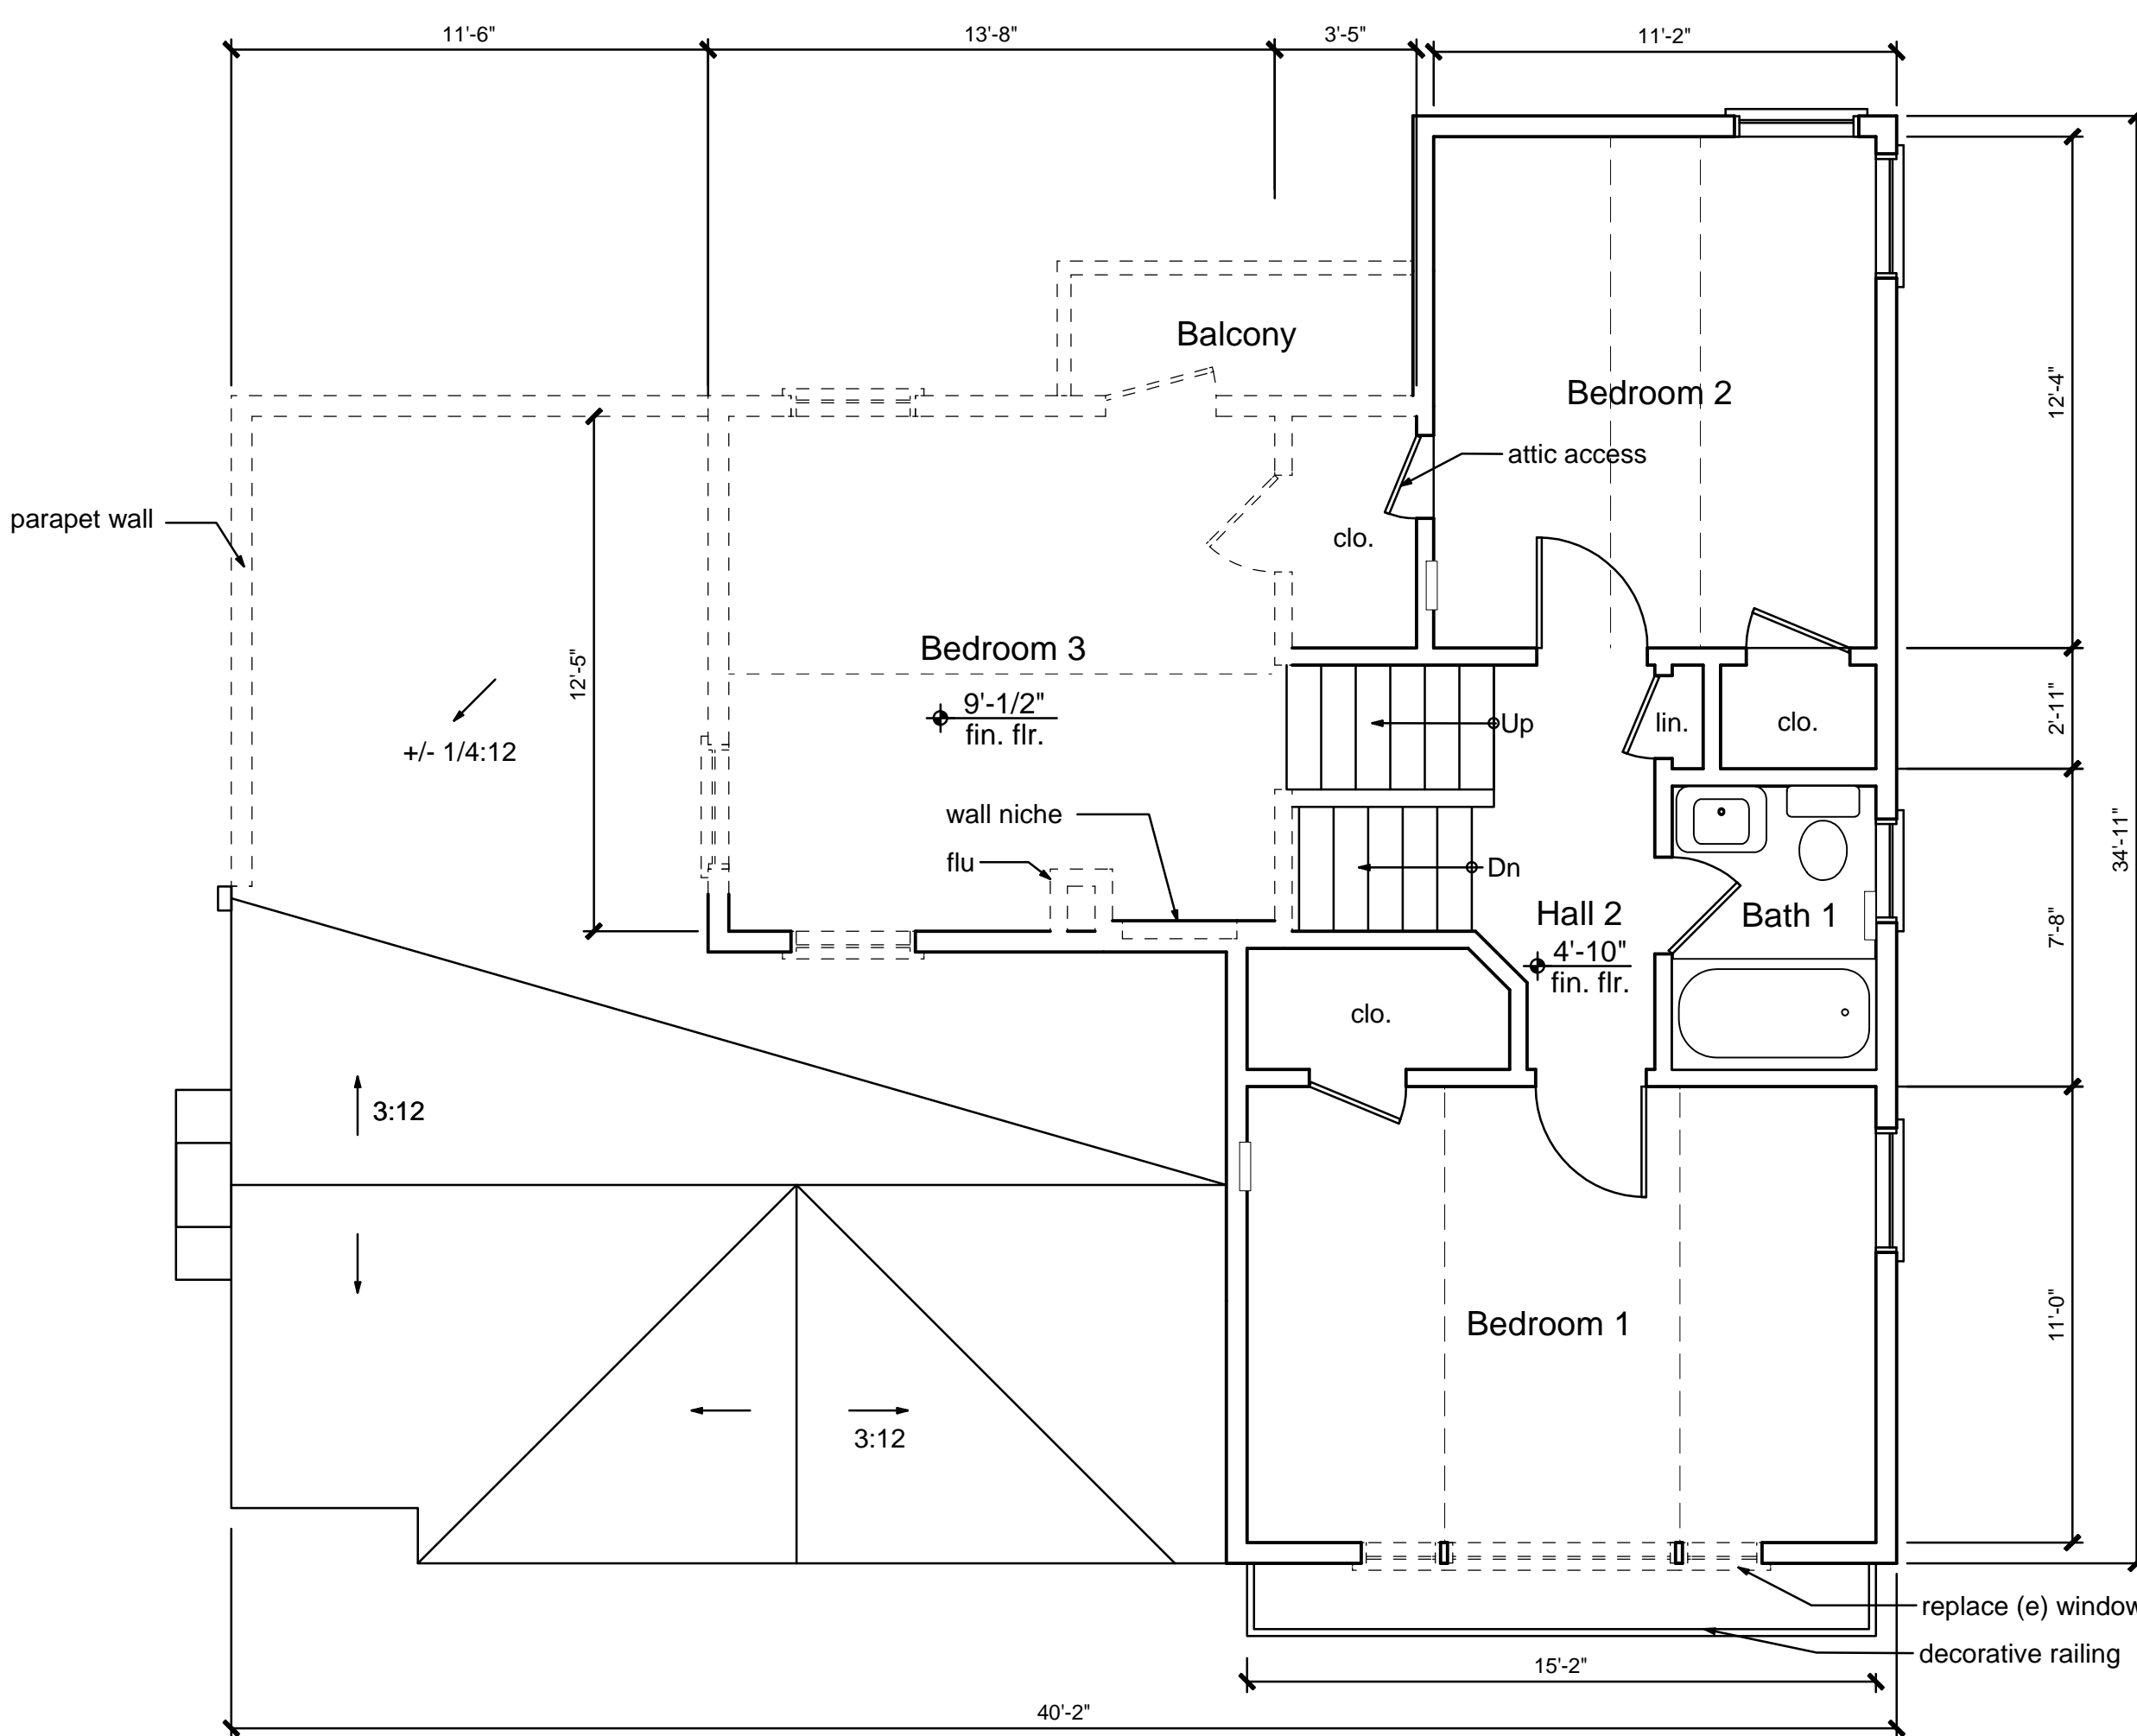 11'-6"
13'-8"
3'-5"
11'-2"
Balcony
Bedroom 2
12'-4"
attic access
parapet wall
clo.
Bedroom 3
12'-5"
9'-1/2"
fin. flr.
+/- 1/4:12
Up
lin.
clo.
2'-11"
wall niche
flu
Dn
34'-11"
Hall 2
4'-10"
fin. flr.
Bath 1
7'-8"
clo.
3:12
Bedroom 1
11'-0"
3:12
replace (e) window
decorative railing
15'-2"
40'-2"